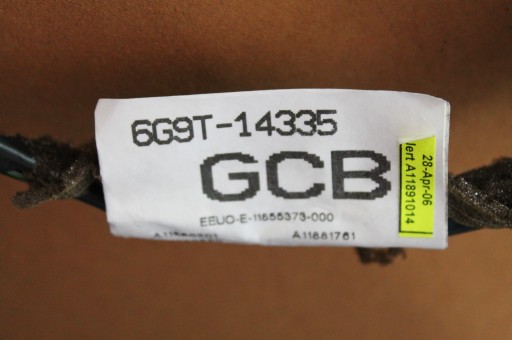 6G9T-14335
GCB
EEUO-E-11655373-000
A11881761
28-Apr-06
lert A11891014